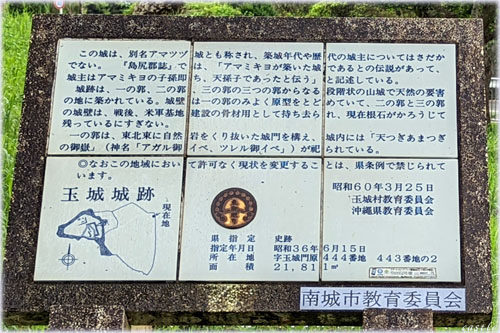 この城は、別名アマツヅ城とも称され、築城年代や歴代の主についてはさだかでない。「島尻郡誌」では、「アマミキヨが築いた城であるとの伝説があって、城主はアマミキヨの子孫即ち、天孫子であったと伝う」と記述している。
城跡は、一の郭、二の郭、三の郭の三つの郭からなる段階状の山城で天然の要害の地に築かれている。城壁は一の郭のみよく原型をとどめていて、二の郭と三の郭の城壁は、戦後、米軍基地建設の骨材用として持ち去られ、現在根石がかろうじて残っているにすぎない。
一の郭は、東北東に自然岩をくり抜いた城門を構え、城内には「天つぎあまつぎの御嶽」（神名「アガル御イベ、ツレル御イベ」）が祀られている。
◎なおこの地域において許可なく現状を変更することは、県条例で禁じられています。
玉城城跡
現在地
県指定 史跡
指定年月日 昭和36年6月15日
所在地 字玉城門原444番地 443番地の2
面積 21,811㎡
昭和60年3月25日
玉城村教育委員会
沖縄県教育委員会
南城市教育委員会